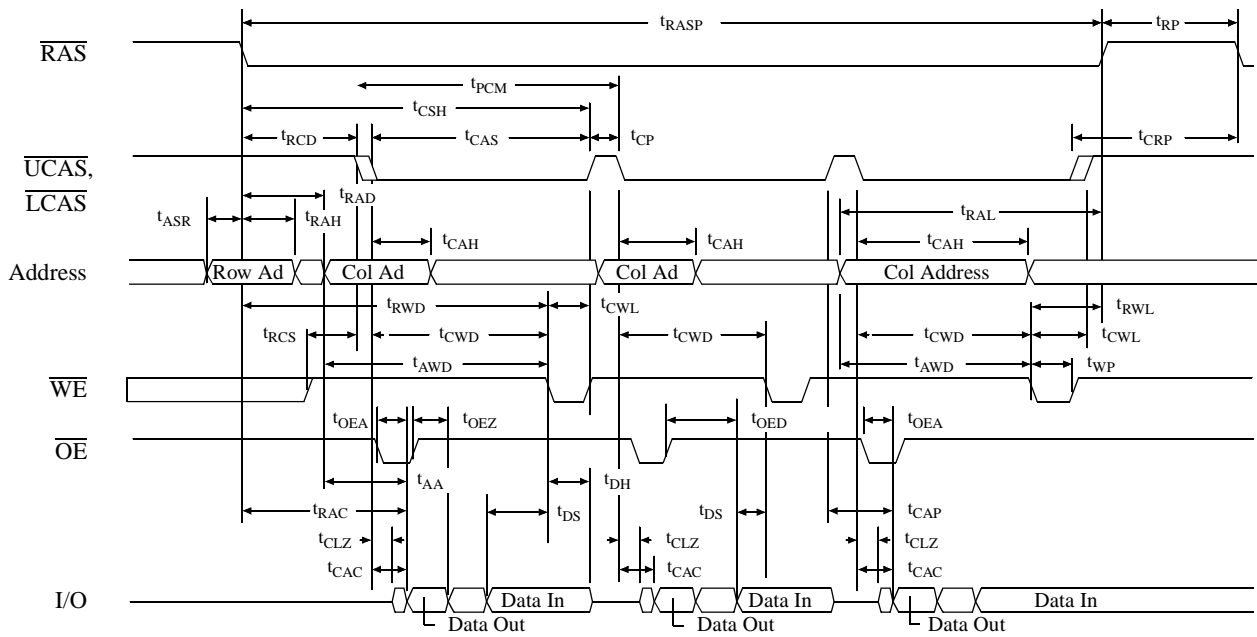 tRASP tRP
RAS
tPCM
tCSH
tRCD tCAS tCP tCRP
UCAS,
LCAS
tRAD
tASR tRAH tRAL
tCAH tCAH tCAH
Address Row Ad Col Ad Col Ad Col Address
tRWD tCWL tRWL
tRCS tCWD tCWD tCWD tCWL
tAWD tAWD tWP
WE
tOEA tOEZ tOED tOEA
OE
tAA tDH
tRAC tDS tDS tCAP
tCLZ tCLZ tCLZ
tCAC tCAC tCAC
I/O Data In Data In Data In
Data Out Data Out Data Out